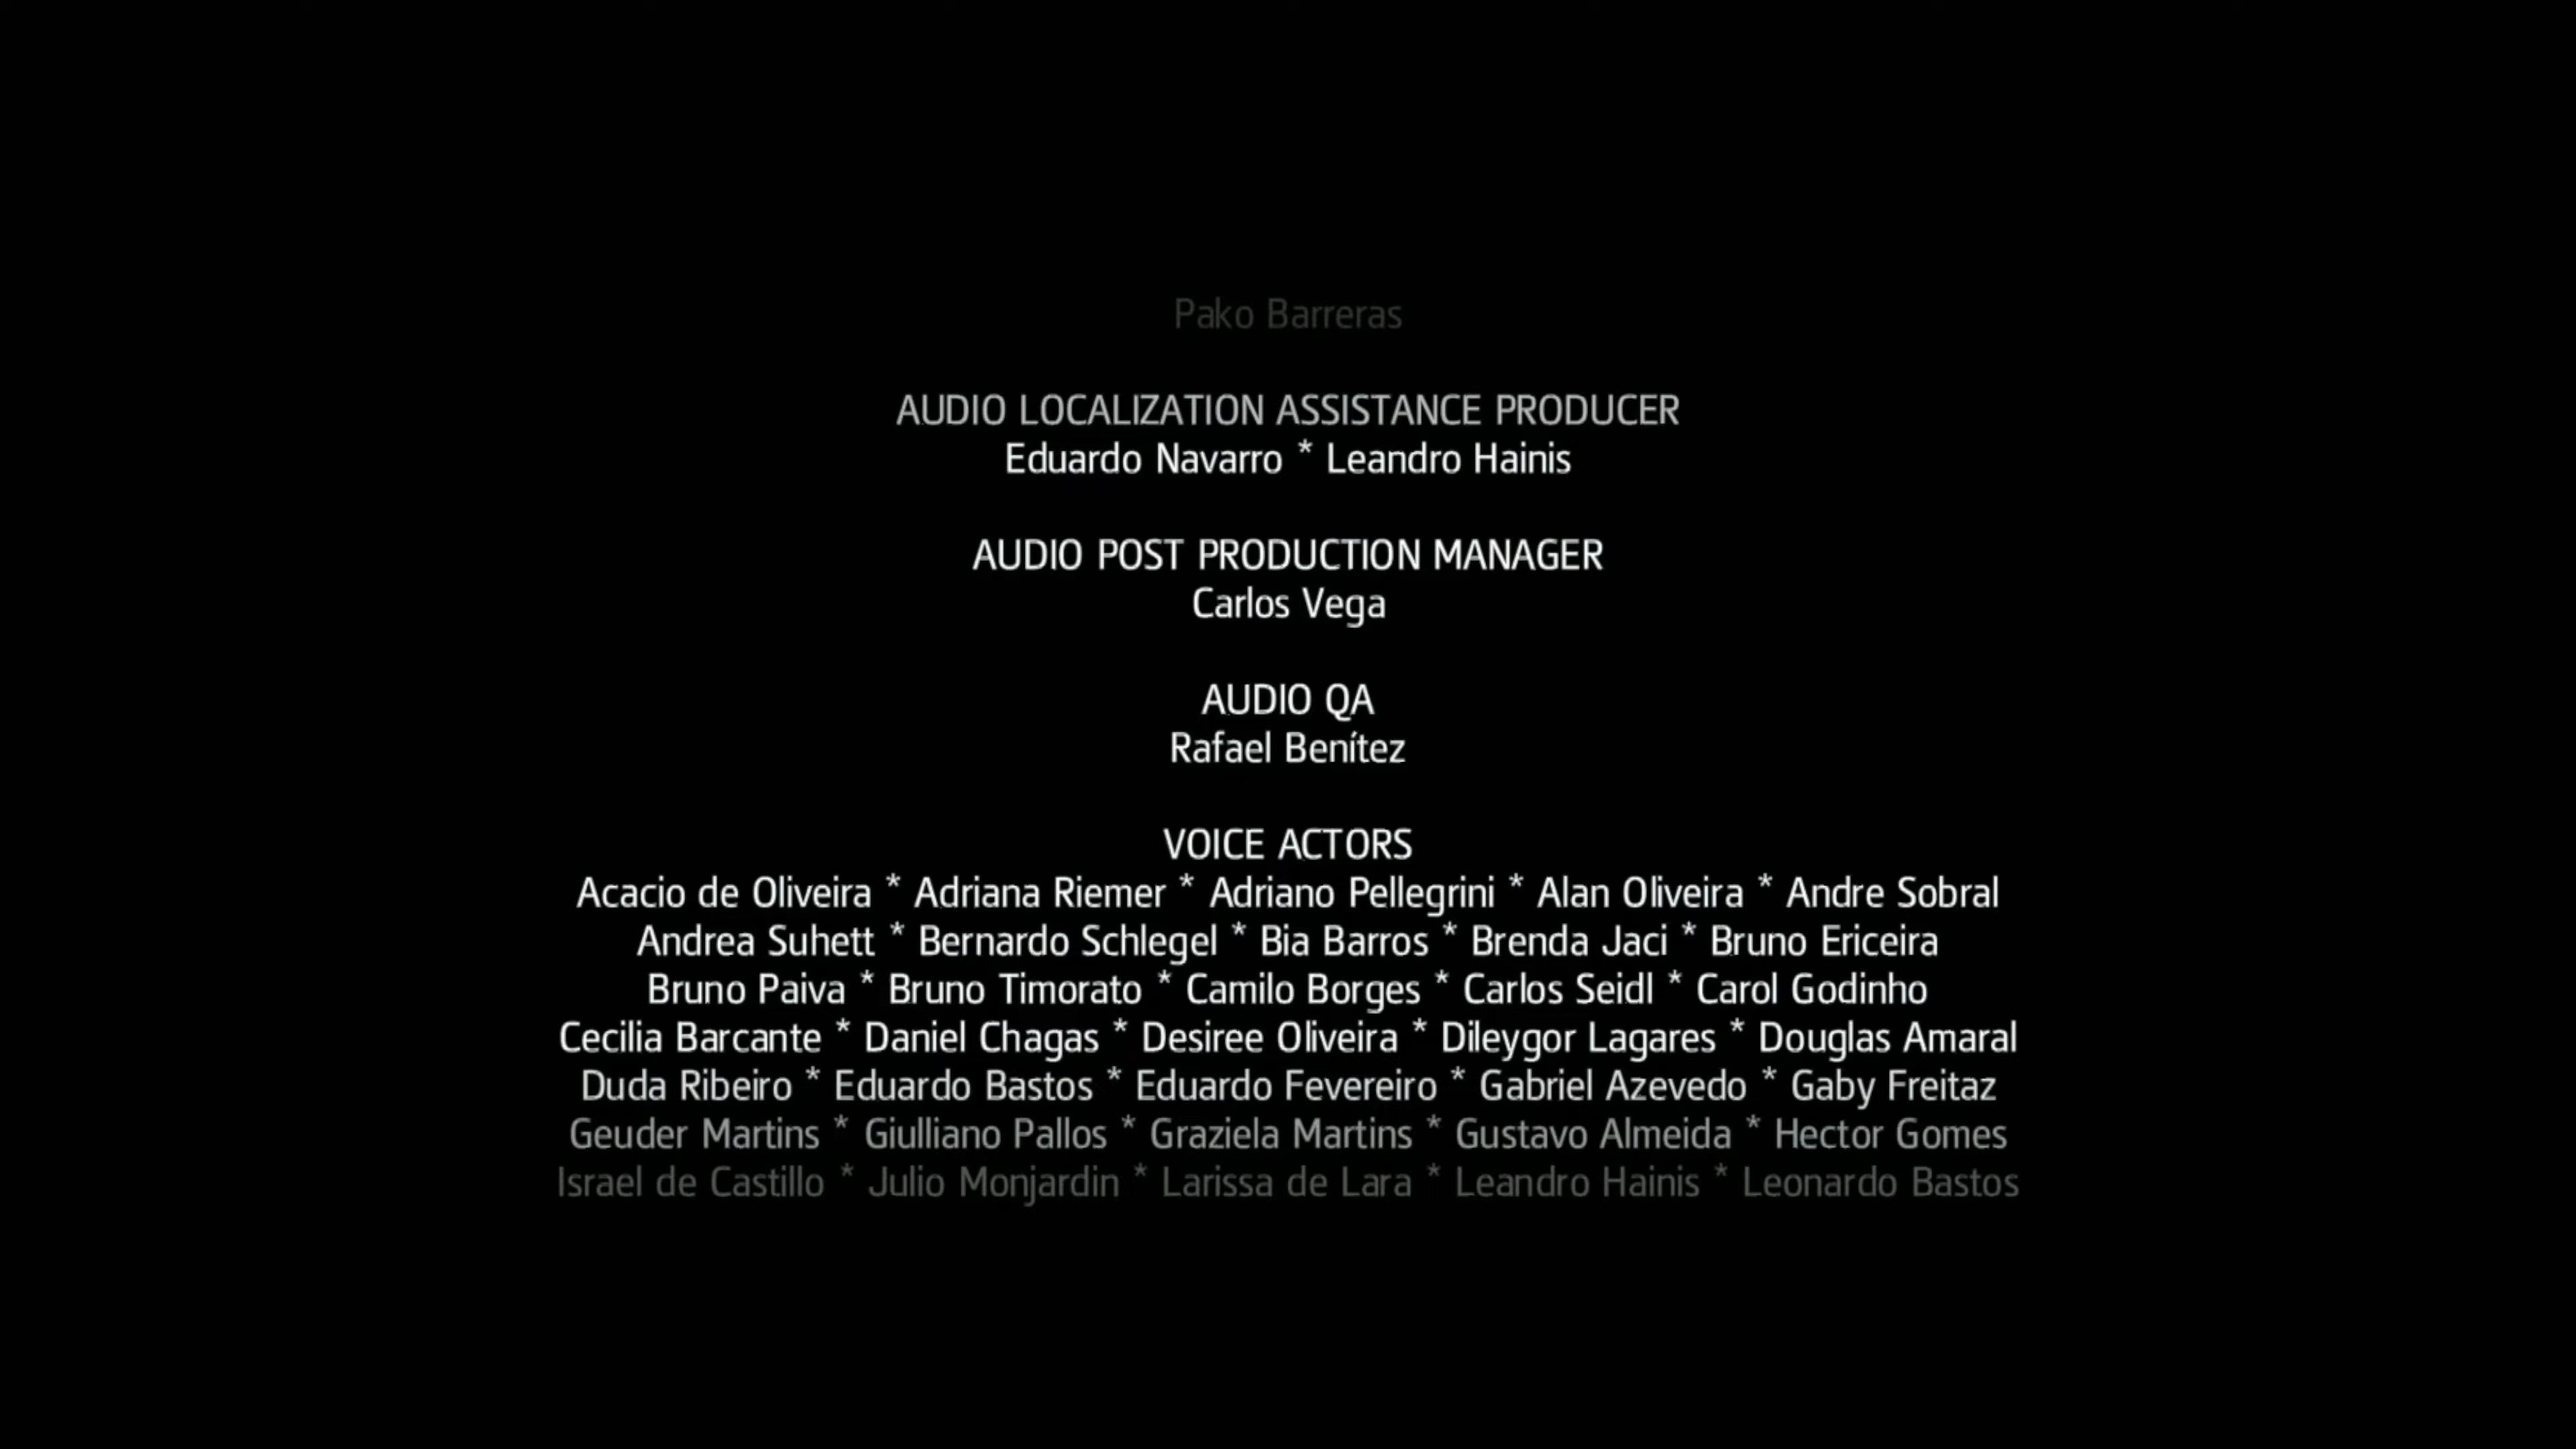 Pako Barreras
AUDIO LOCALIZATION ASSISTANCE PRODUCER
Eduardo Navarro * Leandro Hainis
AUDIO POST PRODUCTION MANAGER
Carlos Vega
AUDIO QA
Rafael Benítez
VOICE ACTORS
Acacio de Oliveira * Adriana Riemer * Adriano Pellegrini * Alan Oliveira * Andre Sobral
Andrea Suhett * Bernardo Schlegel * Bia Barros * Brenda Jaci * Bruno Ericeira
Bruno Paiva * Bruno Timorato * Camilo Borges * Carlos Seidl * Carol Godinho
Cecilia Barcante * Daniel Chagas * Desiree Oliveira * Dileygor Lagares * Douglas Amaral
Duda Ribeiro * Eduardo Bastos * Eduardo Fevereiro * Gabriel Azevedo * Gaby Freitaz
Geuder Martins * Giulliano Pallos * Graziela Martins * Gustavo Almeida * Hector Gomes
Israel de Castillo * Julio Monjardin * Larissa de Lara * Leandro Hainis * Leonardo Bastos